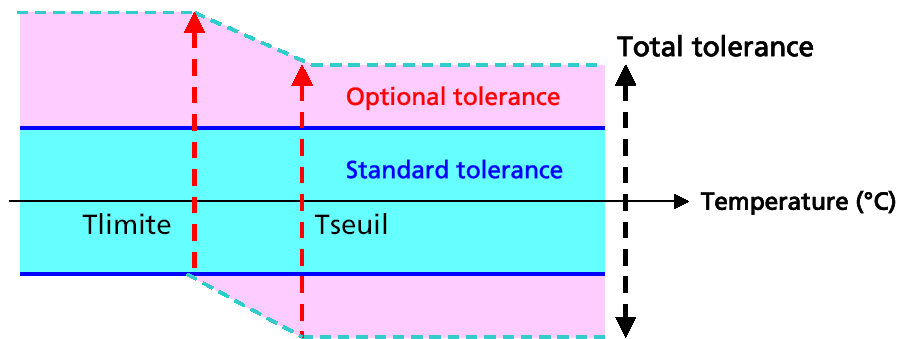 Total tolerance
Optional tolerance
Standard tolerance
Temperature (°C)
Tlimite
Tseuil